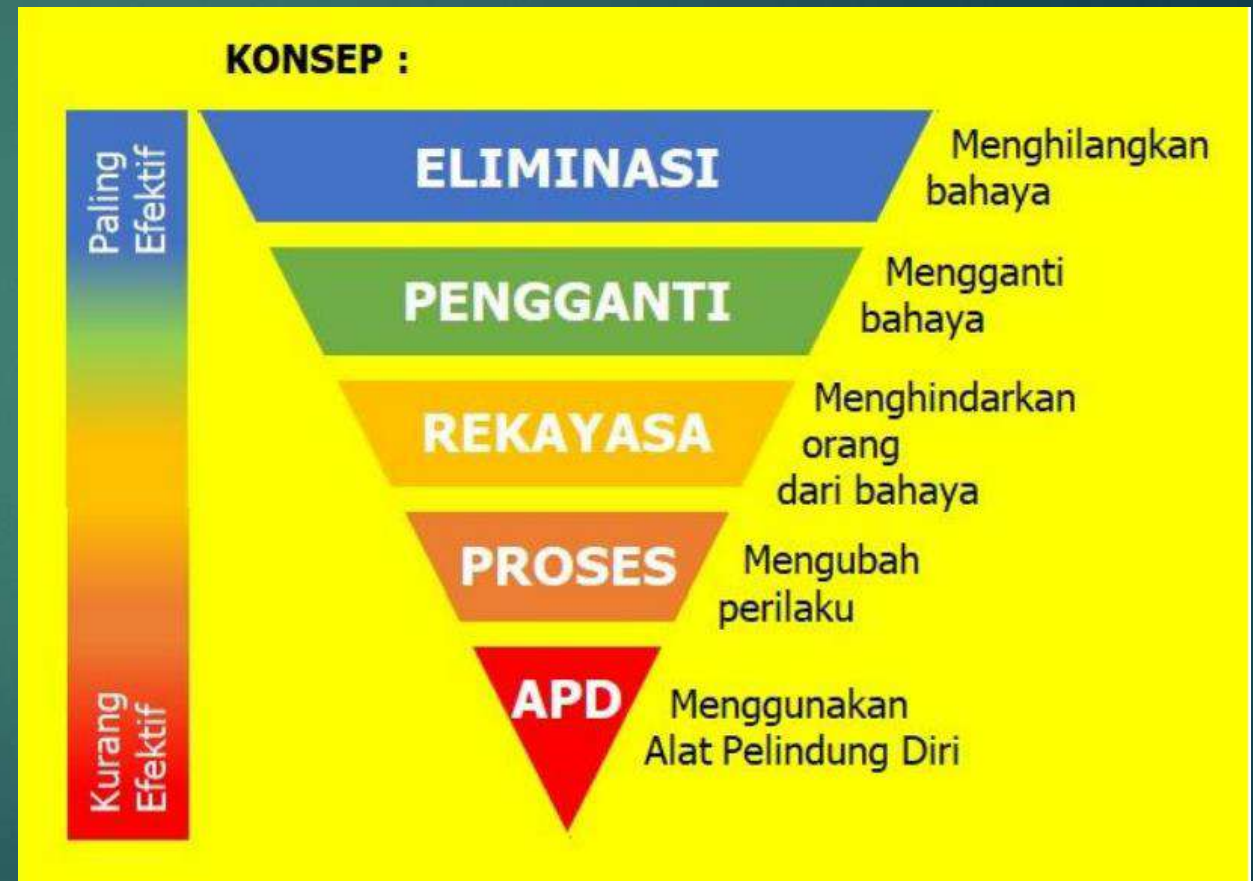 KONSEP :
Paling
Efektif
Kurang
Efektif
ELIMINASI
Menghilangkan
bahaya
PENGGANTI
Mengganti
bahaya
REKAYASA
Menghindarkan
orang
dari bahaya
PROSES
Mengubah
perilaku
APD
Menggunakan
Alat Pelindung Diri